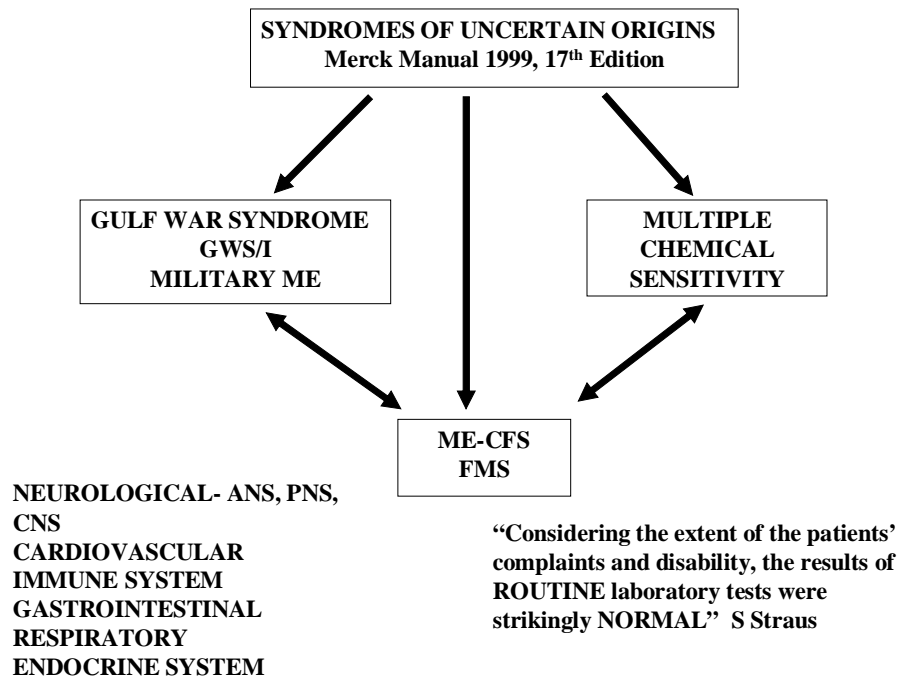 SYNDROMES OF UNCERTAIN ORIGINS
Merck Manual 1999, 17th Edition
GULF WAR SYNDROME
GWS/I
MILITARY ME
MULTIPLE
CHEMICAL
SENSITIVITY
ME-CFS
FMS
NEUROLOGICAL- ANS, PNS,
CNS
CARDIOVASCULAR
IMMUNE SYSTEM
GASTROINTESTINAL
RESPIRATORY
ENDOCRINE SYSTEM
“Considering the extent of the patients’
complaints and disability, the results of
ROUTINE laboratory tests were
strikingly NORMAL” S Straus